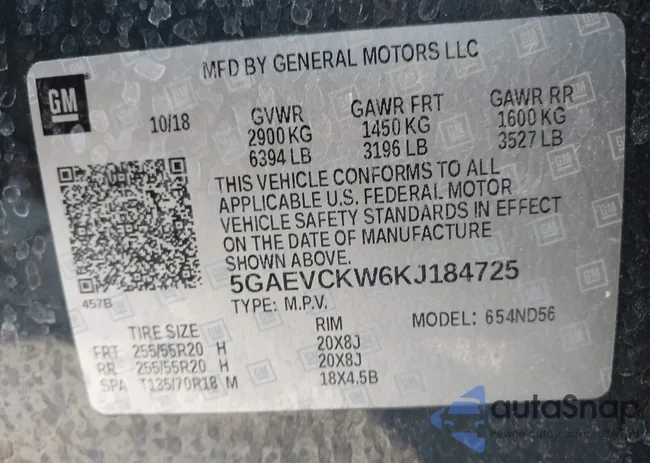 MFD BY GENERAL MOTORS LLC
GM
10/18 GVWR GAWR FRT GAWR RR
2900 KG 1450 KG 1600 KG
6394 LB 3196 LB 3527 LB
THIS VEHICLE CONFORMS TO ALL
APPLICABLE U.S. FEDERAL MOTOR
VEHICLE SAFETY STANDARDS IN EFFECT
ON THE DATE OF MANUFACTURE
SHOWN ABOVE.
5GAEVCKW6KJ184725
457B
TYPE: M.P.V.
TIRE SIZE RIM MODEL: 654ND56
FRT 255/55R20 H 20X8J
RR 255/55R20 H 20X8J
SPA T135/70R18 M 18X4.5B
autaSnap
Pewne auta z